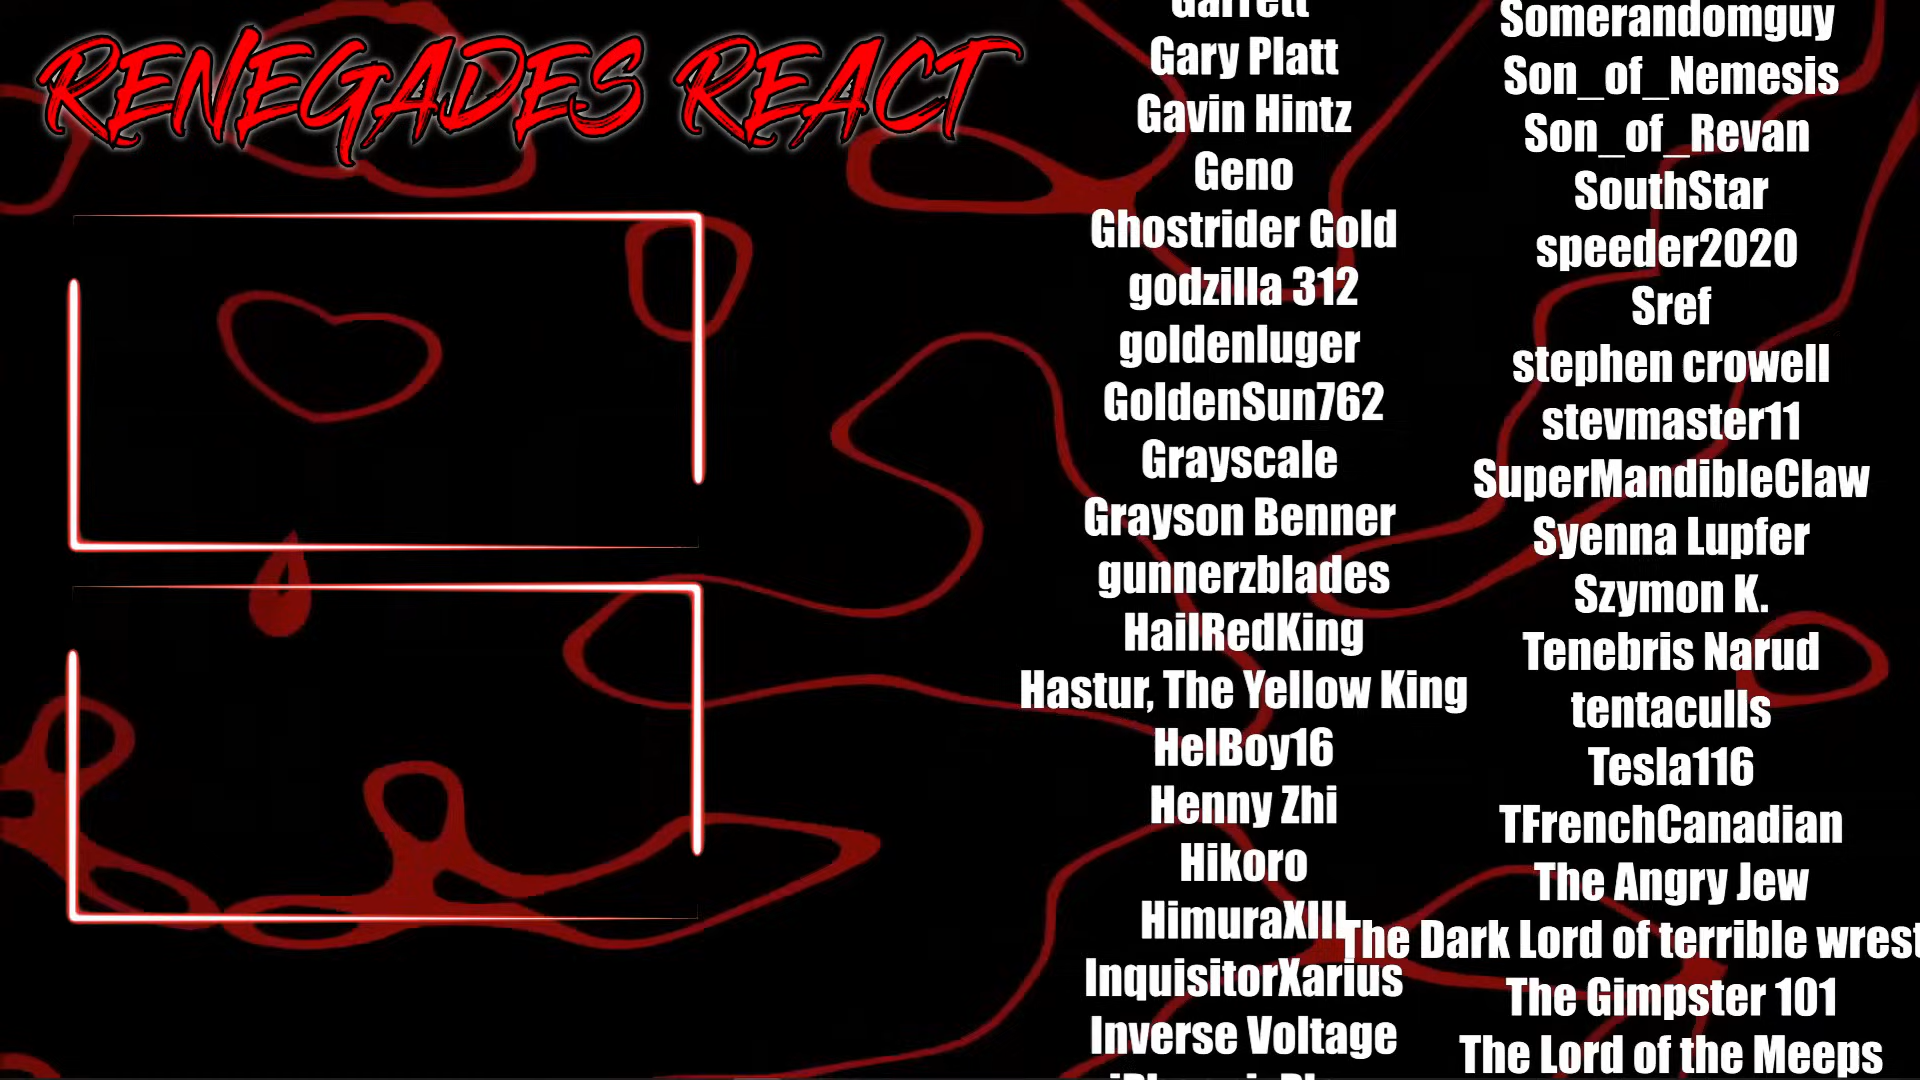 RENEGADES REACT
Garrett
Gary Platt
Gavin Hintz
Geno
Ghostrider Gold
godzilla 312
goldenluger
GoldenSun762
Grayscale
Grayson Benner
gunnerzblades
HailRedKing
Hastur, The Yellow King
HelBoy16
Henny Zhi
Hikoro
HimuraXIII
InquisitorXarius
Inverse Voltage
Somerandomguy
Son_of_Nemesis
Son_of_Revan
SouthStar
speeder2020
Sref
stephen crowell
stevmaster11
SuperMandibleClaw
Syenna Lupfer
Szymon K.
Tenebris Narud
tentaculls
Tesla116
TFrenchCanadian
The Angry Jew
The Dark Lord of terrible wrest
The Gimpster 101
The Lord of the Meeps